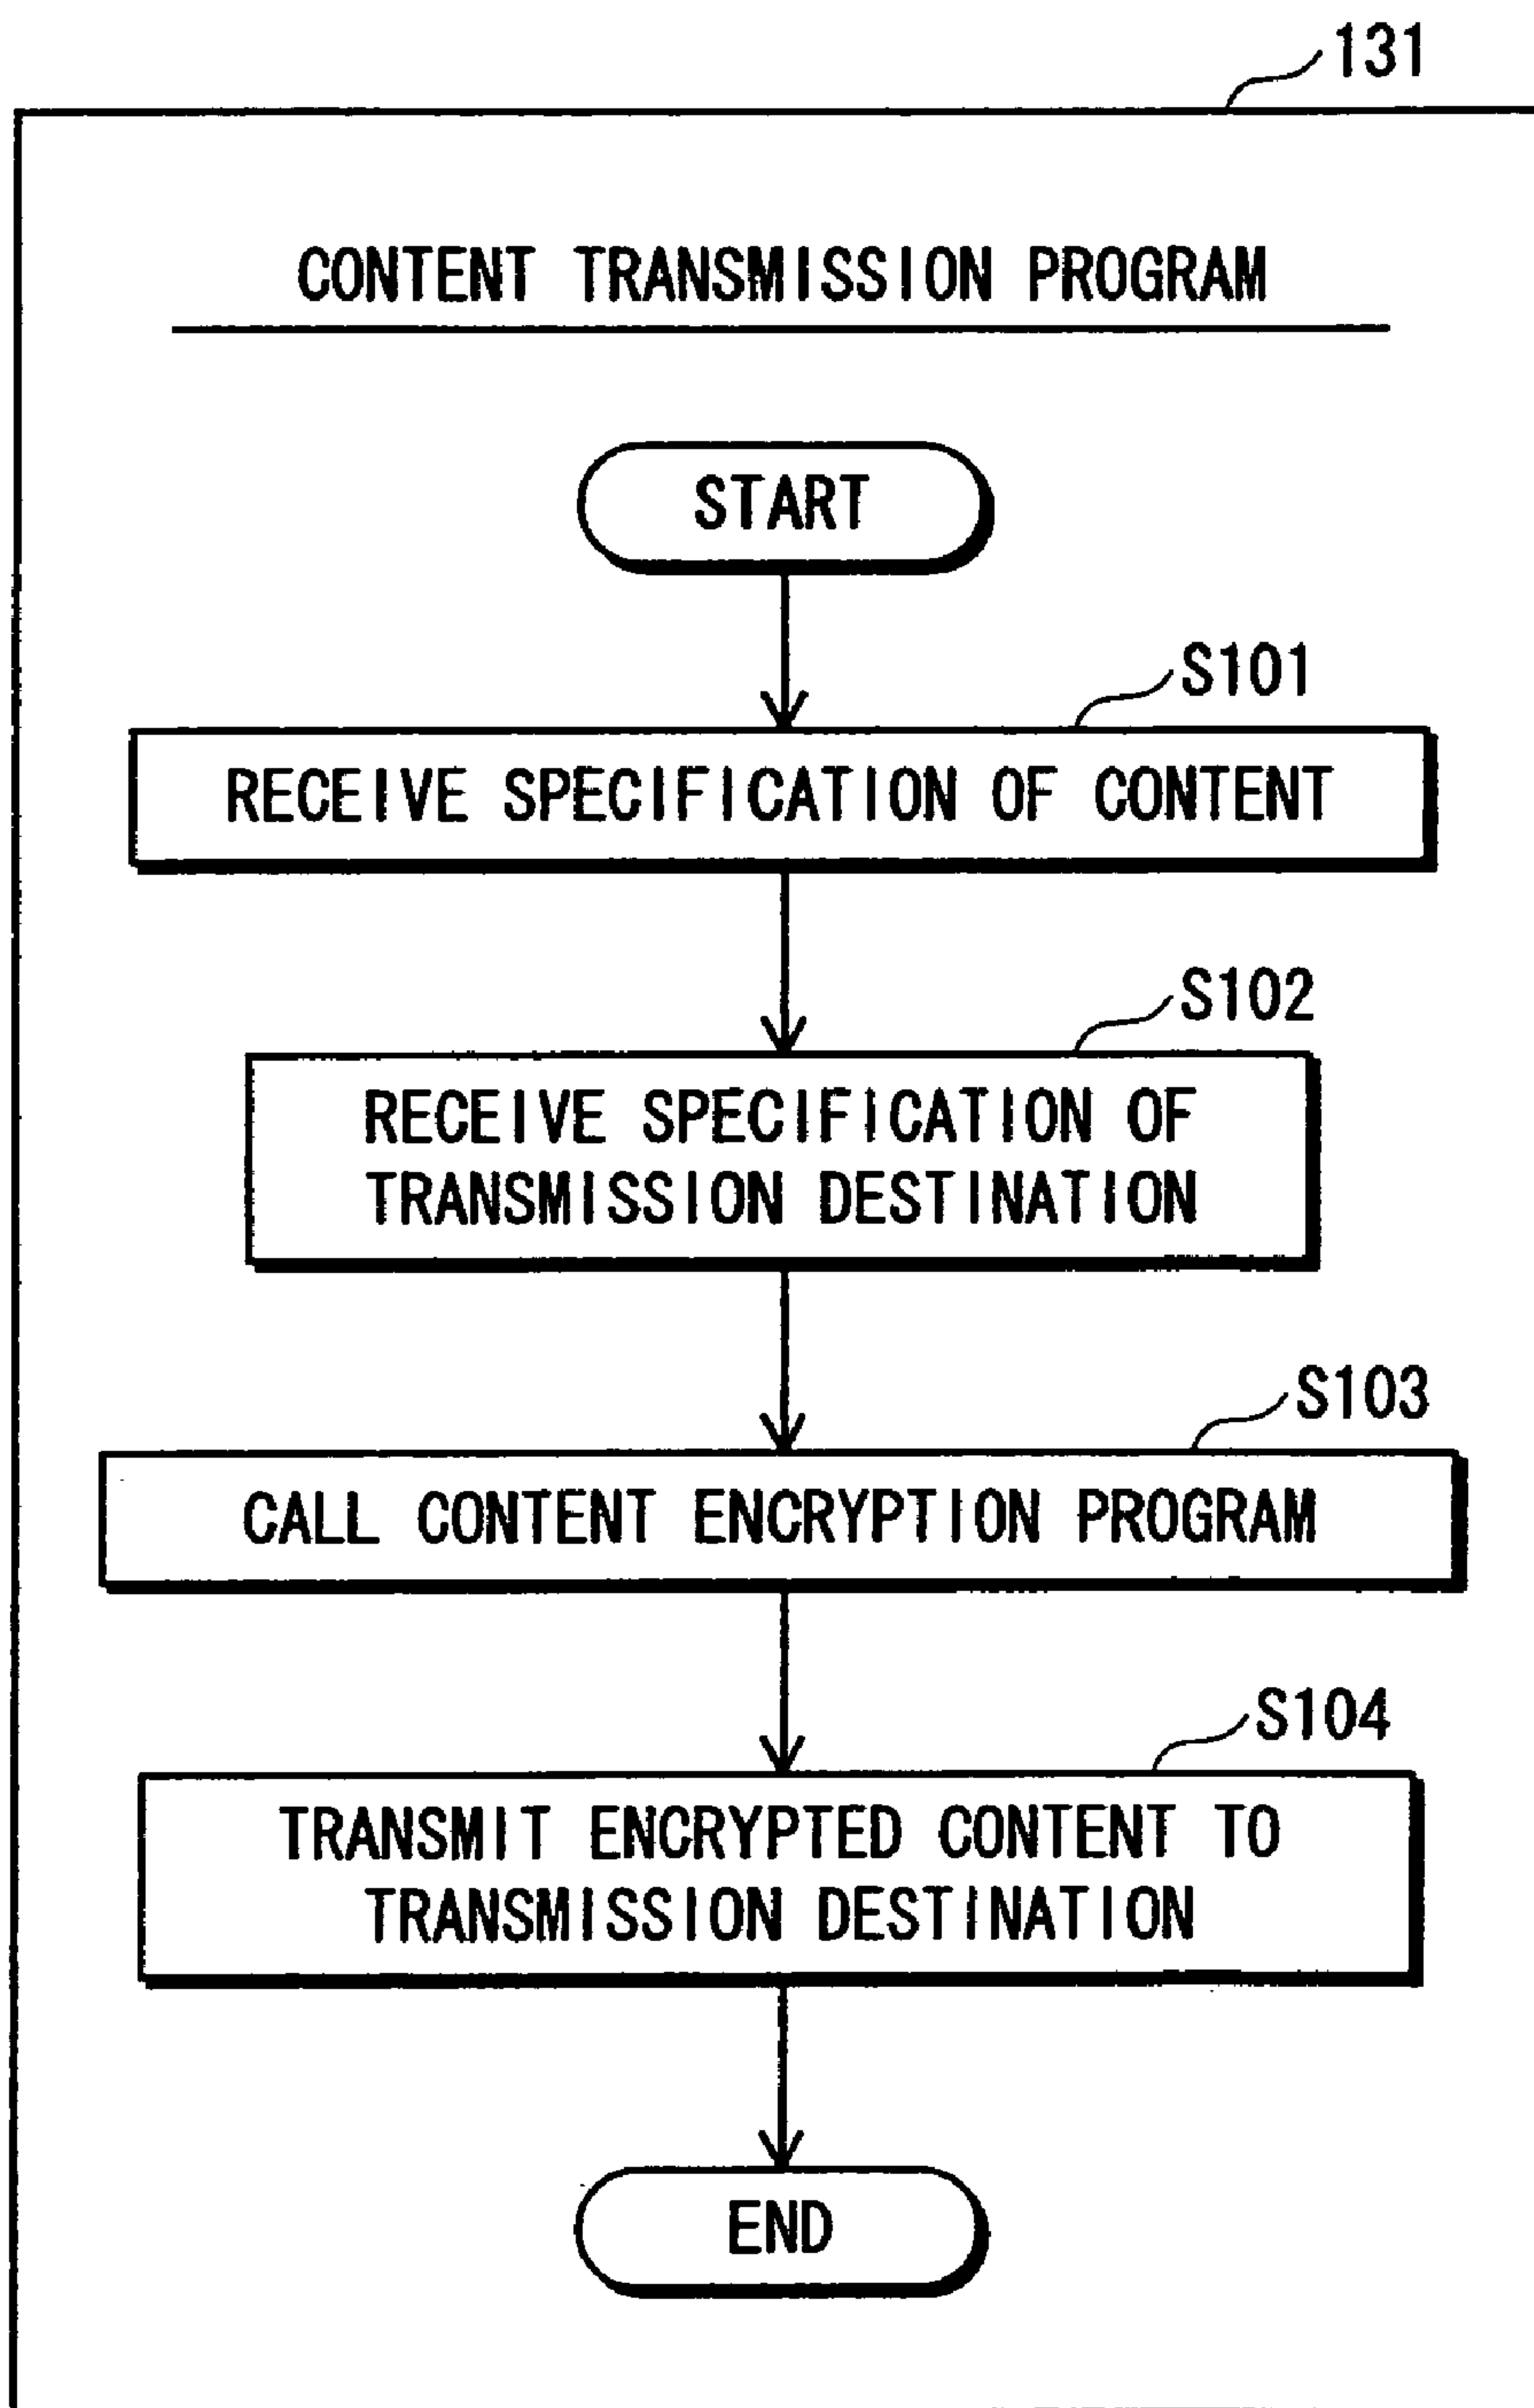 131
CONTENT TRANSMISSION PROGRAM
START
S101
RECEIVE SPECIFICATION OF CONTENT
S102
RECEIVE SPECIFICATION OF
TRANSMISSION DESTINATION
S103
CALL CONTENT ENCRYPTION PROGRAM
S104
TRANSMIT ENCRYPTED CONTENT TO
TRANSMISSION DESTINATION
END